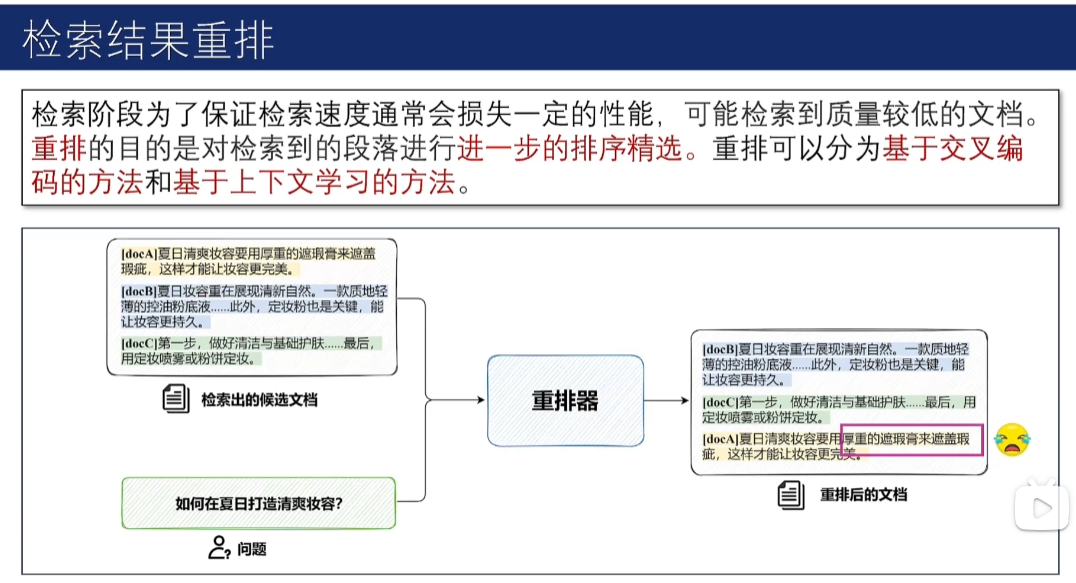 检索结果重排
检索阶段为了保证检索速度通常会损失一定的性能，可能检索到质量较低的文档。
重排的目的是对检索到的段落进行进一步的排序精选。重排可以分为基于交叉编
码的方法和基于上下文学习的方法。
[docA]夏日清爽妆容要用厚重的遮瑕膏来遮盖
瑕疵，这样才能让妆容更完美。
[docB]夏日妆容重在展现清新自然。一款质地轻
薄的控油粉底液......此外，定妆粉也是关键，能
让妆容更持久。
[docC]第一步，做好清洁与基础护肤......最后，
用定妆喷雾或粉饼定妆。
检索出的候选文档
如何在夏日打造清爽妆容?
问题
重排器
[docB]夏日妆容重在展现清新自然。一款质地轻
薄的控油粉底液......此外，定妆粉也是关键，能
让妆容更持久。
[docC]第一步，做好清洁与基础护肤......最后，用
定妆喷雾或粉饼定妆。
[docA]夏日清爽妆容要用厚重的遮瑕膏来遮盖瑕
疵，这样才能让妆容更完美。
重排后的文档